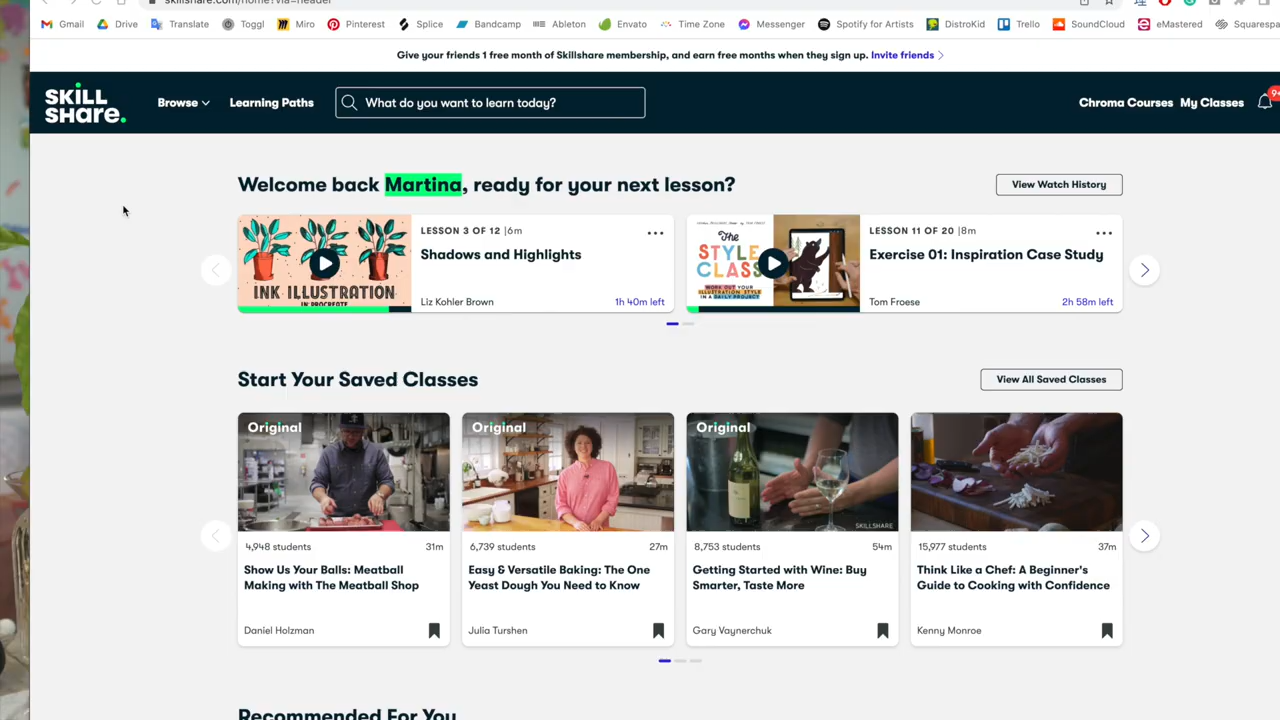 skillshare.com/home?via=header
Gmail Drive Translate Toggl Miro Pinterest Splice Bandcamp Ableton Envato Time Zone Messenger Spotify for Artists DistroKid Trello SoundCloud eMastered Squarespa
Give your friends 1 free month of Skillshare membership, and earn free months when they sign up. Invite friends
SKILL
SHARE.
Browse Learning Paths What do you want to learn today? Chroma Courses My Classes 9+
Welcome back Martina, ready for your next lesson? View Watch History
LESSON 3 OF 12 | 6m
Shadows and Highlights
Liz Kohler Brown 1h 40m left
INK ILLUSTRATION
IN PROCREATE
LESSON 11 OF 20 | 8m
Exercise 01: Inspiration Case Study
Tom Froese 2h 58m left
The
STYLE
CLASS
WORK OUT YOUR
ILLUSTRATION STYLE
IN A DAILY PROJECT
Start Your Saved Classes View All Saved Classes
Original
4,948 students 31m
Show Us Your Balls: Meatball
Making with The Meatball Shop
Daniel Holzman
Original
6,739 students 27m
Easy & Versatile Baking: The One
Yeast Dough You Need to Know
Julia Turshen
Original
SKILLSHARE
8,753 students 54m
Getting Started with Wine: Buy
Smarter, Taste More
Gary Vaynerchuk
15,977 students 37m
Think Like a Chef: A Beginner's
Guide to Cooking with Confidence
Kenny Monroe
Recommended For You